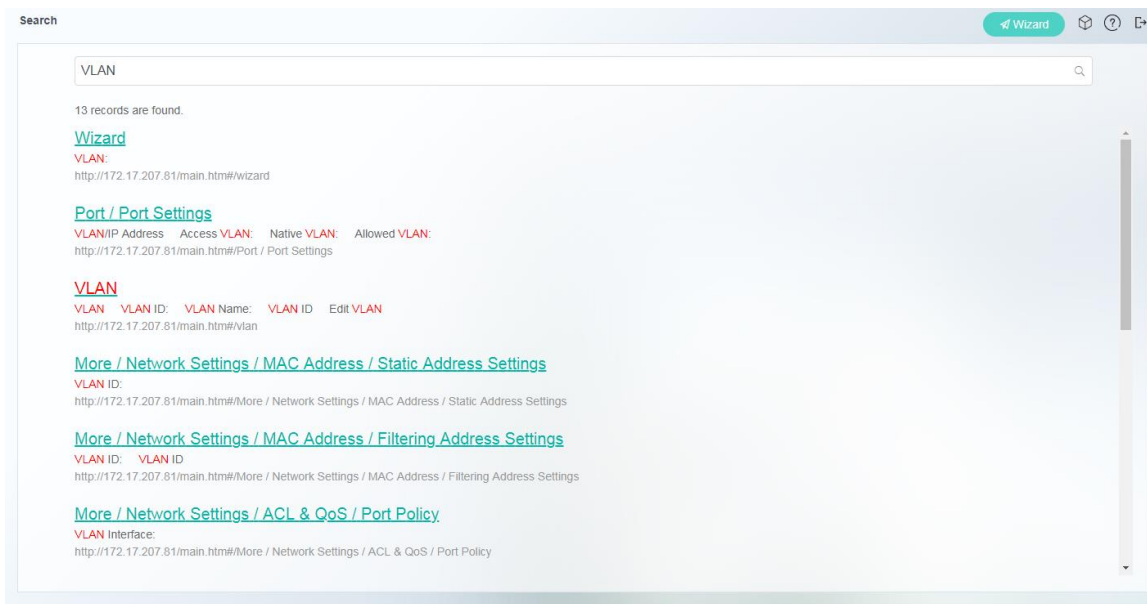 Search
Wizard
VLAN
13 records are found.
Wizard
VLAN:
http://172.17.207.81/main.htm#/wizard
Port / Port Settings
VLAN/IP Address Access VLAN: Native VLAN: Allowed VLAN:
http://172.17.207.81/main.htm#/Port / Port Settings
VLAN
VLAN VLAN ID: VLAN Name: VLAN ID Edit VLAN
http://172.17.207.81/main.htm#/vlan
More / Network Settings / MAC Address / Static Address Settings
VLAN ID:
http://172.17.207.81/main.htm#/More / Network Settings / MAC Address / Static Address Settings
More / Network Settings / MAC Address / Filtering Address Settings
VLAN ID: VLAN ID
http://172.17.207.81/main.htm#/More / Network Settings / MAC Address / Filtering Address Settings
More / Network Settings / ACL & QoS / Port Policy
VLAN Interface:
http://172.17.207.81/main.htm#/More / Network Settings / ACL & QoS / Port Policy